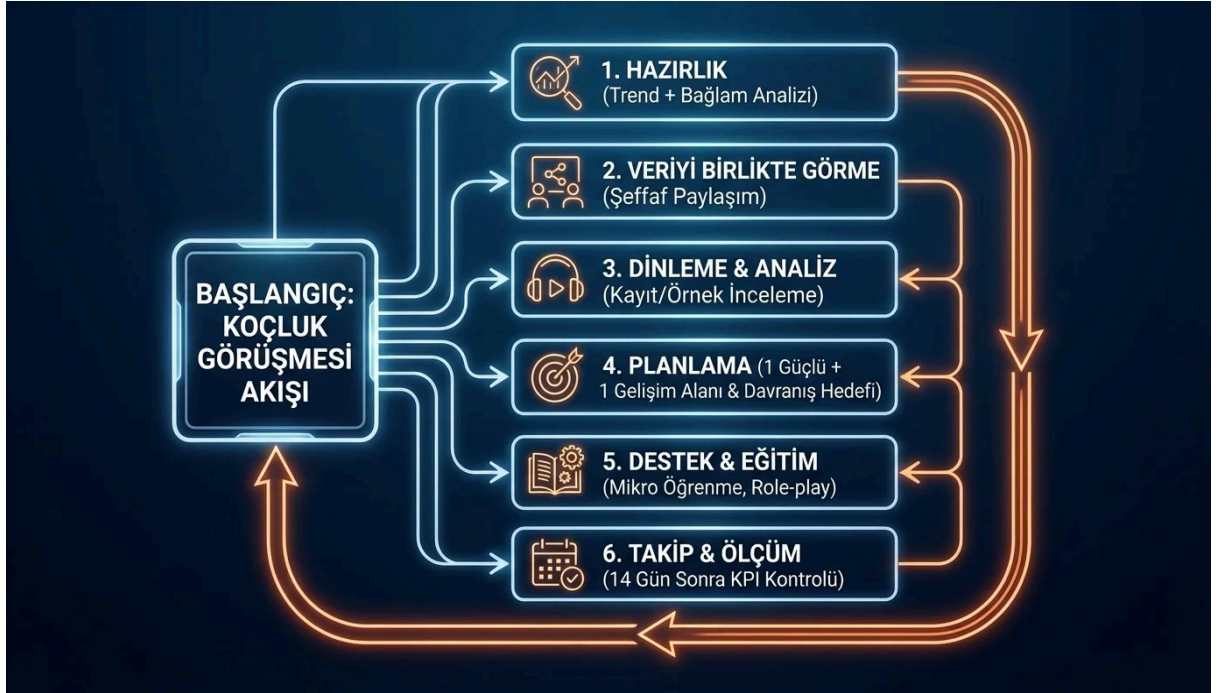 BAŞLANGIÇ:
KOÇLUK
GÖRÜŞMESİ
AKIŞI
1. HAZIRLIK
(Trend + Bağlam Analizi)
2. VERİYİ BİRLİKTE GÖRME
(Şeffaf Paylaşım)
3. DİNLEME & ANALİZ
(Kayıt/Örnek İnceleme)
4. PLANLAMA (1 Güçlü +
1 Gelişim Alanı & Davranış Hedefi)
5. DESTEK & EĞİTİM
(Mikro Öğrenme, Role-play)
6. TAKİP & ÖLÇÜM
(14 Gün Sonra KPI Kontrolü)